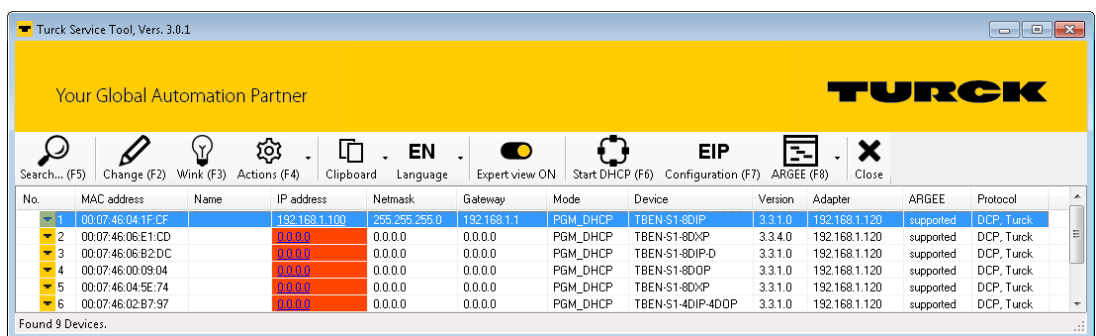 Turck Service Tool, Vers. 3.0.1
Your Global Automation Partner
TURCK
EN EIP
Search... (F5) Change (F2) Wink (F3) Actions (F4) Clipboard Language Expert view ON Start DHCP (F6) Configuration (F7) ARGEE (F8) Close
No. MAC address Name IP address Netmask Gateway Mode Device Version Adapter ARGEE Protocol
1 00:07:46:04:1F:CF 192.168.1.100 255.255.255.0 192.168.1.1 PGM_DHCP TBEN-S1-8DIP 3.3.1.0 192.168.1.120 supported DCP, Turck
2 00:07:46:06:E1:CD 0.0.0.0 0.0.0.0 0.0.0.0 PGM_DHCP TBEN-S1-8DXP 3.3.4.0 192.168.1.120 supported DCP, Turck
3 00:07:46:06:B2:DC 0.0.0.0 0.0.0.0 0.0.0.0 PGM_DHCP TBEN-S1-8DIP-D 3.3.1.0 192.168.1.120 supported DCP, Turck
4 00:07:46:00:09:04 0.0.0.0 0.0.0.0 0.0.0.0 PGM_DHCP TBEN-S1-8DOP 3.3.1.0 192.168.1.120 supported DCP, Turck
5 00:07:46:04:5E:74 0.0.0.0 0.0.0.0 0.0.0.0 PGM_DHCP TBEN-S1-8DXP 3.3.1.0 192.168.1.120 supported DCP, Turck
6 00:07:46:02:B7:97 0.0.0.0 0.0.0.0 0.0.0.0 PGM_DHCP TBEN-S1-4DIP-4DOP 3.3.1.0 192.168.1.120 supported DCP, Turck
Found 9 Devices.